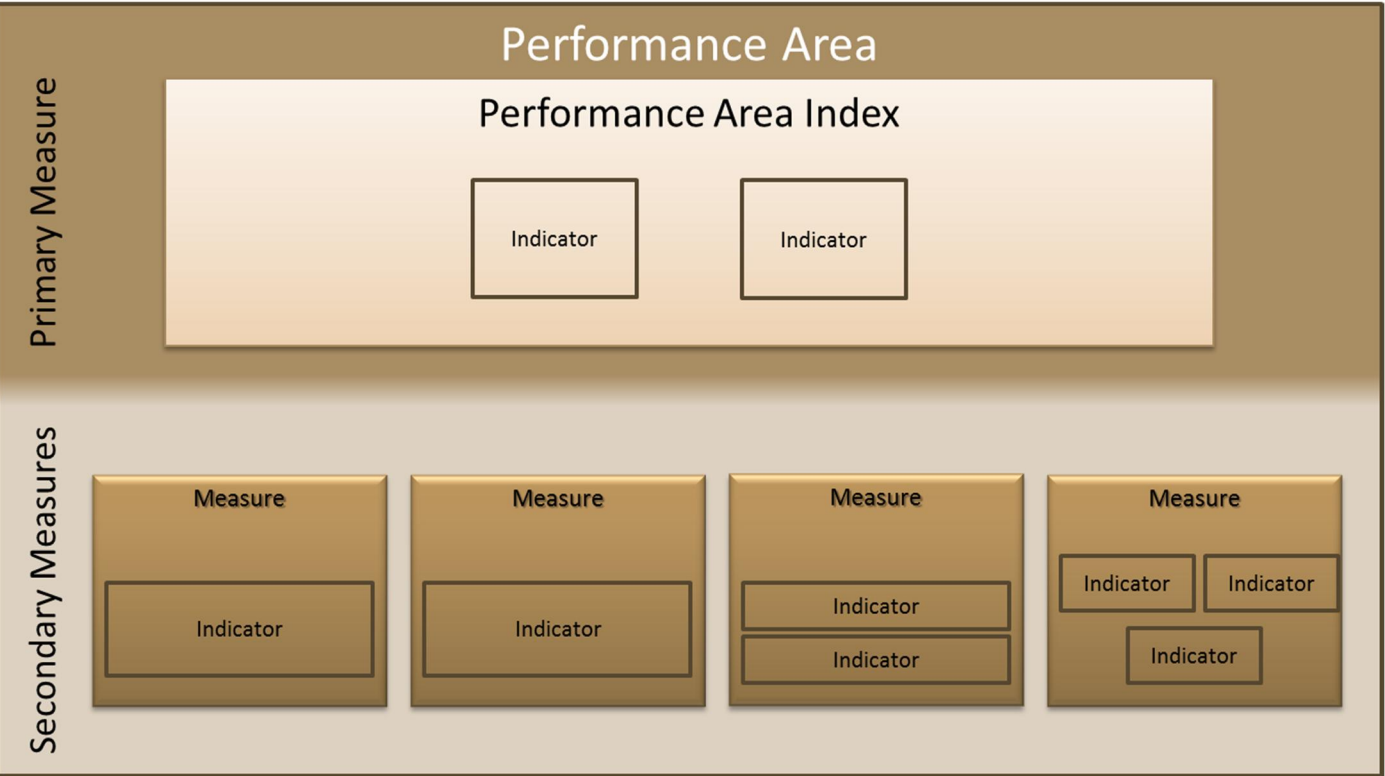 Performance Area
Primary Measure
Performance Area Index
Indicator
Indicator
Secondary Measures
Measure
Indicator
Measure
Indicator
Measure
Indicator
Indicator
Measure
Indicator
Indicator
Indicator